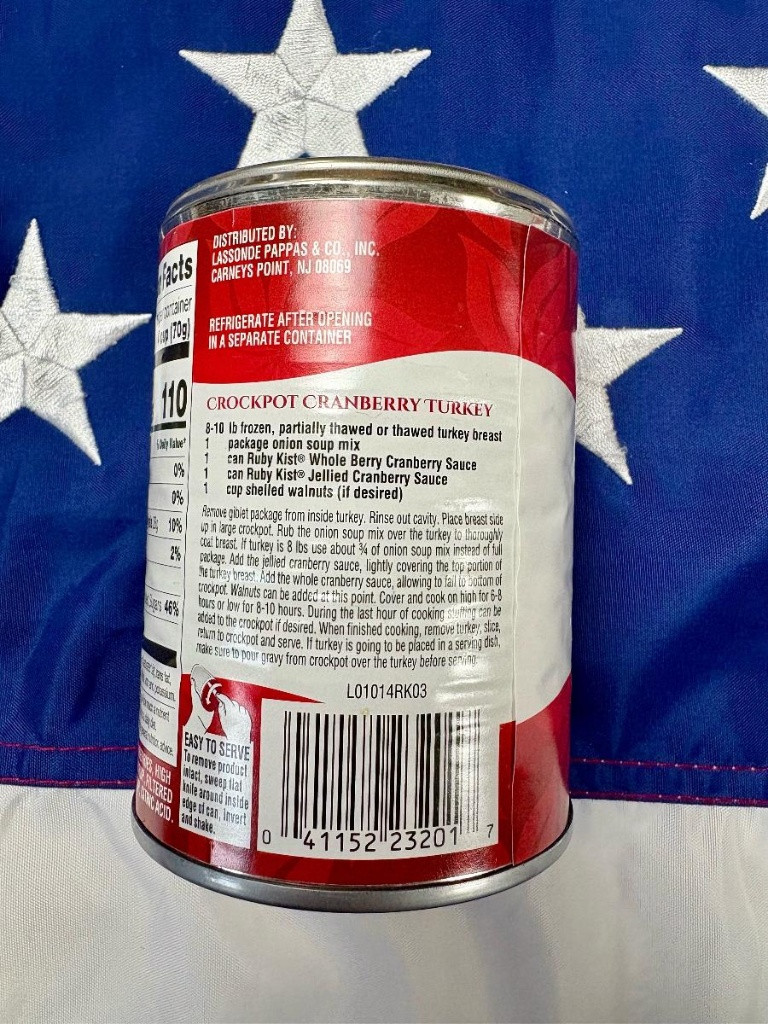 DISTRIBUTED BY:
LASSONDE PAPPAS & CO., INC.
CARNEYS POINT, NJ 08069
REFRIGERATE AFTER OPENING
IN A SEPARATE CONTAINER
Facts
container
(70g)
110
% Daily Value*
0%
0%
10%
2%
Sugars 46%
potassium.
advice.
HIGH
CITRIC ACID.
CROCKPOT CRANBERRY TURKEY
8-10 lb frozen, partially thawed or thawed turkey breast
1 package onion soup mix
1 can Ruby Kist® Whole Berry Cranberry Sauce
1 can Ruby Kist® Jellied Cranberry Sauce
1 cup shelled walnuts (if desired)
Remove giblet package from inside turkey. Rinse out cavity. Place breast side
up in large crockpot. Rub the onion soup mix over the turkey to thoroughly
coat breast. If turkey is 8 lbs use about ¾ of onion soup mix instead of full
package. Add the jellied cranberry sauce, lightly covering the top portion of
the turkey breast. Add the whole cranberry sauce, allowing to fall to bottom of
crockpot. Walnuts can be added at this point. Cover and cook on high for 6-8
hours or low for 8-10 hours. During the last hour of cooking stuffing can be
added to the crockpot if desired. When finished cooking, remove turkey, slice,
return to crockpot and serve. If turkey is going to be placed in a serving dish,
make sure to pour gravy from crockpot over the turkey before serving.
L01014RK03
EASY TO SERVE
To remove product
intact, sweep flat
knife around inside
edge of can, invert
and shake.
0 41152 23201 7